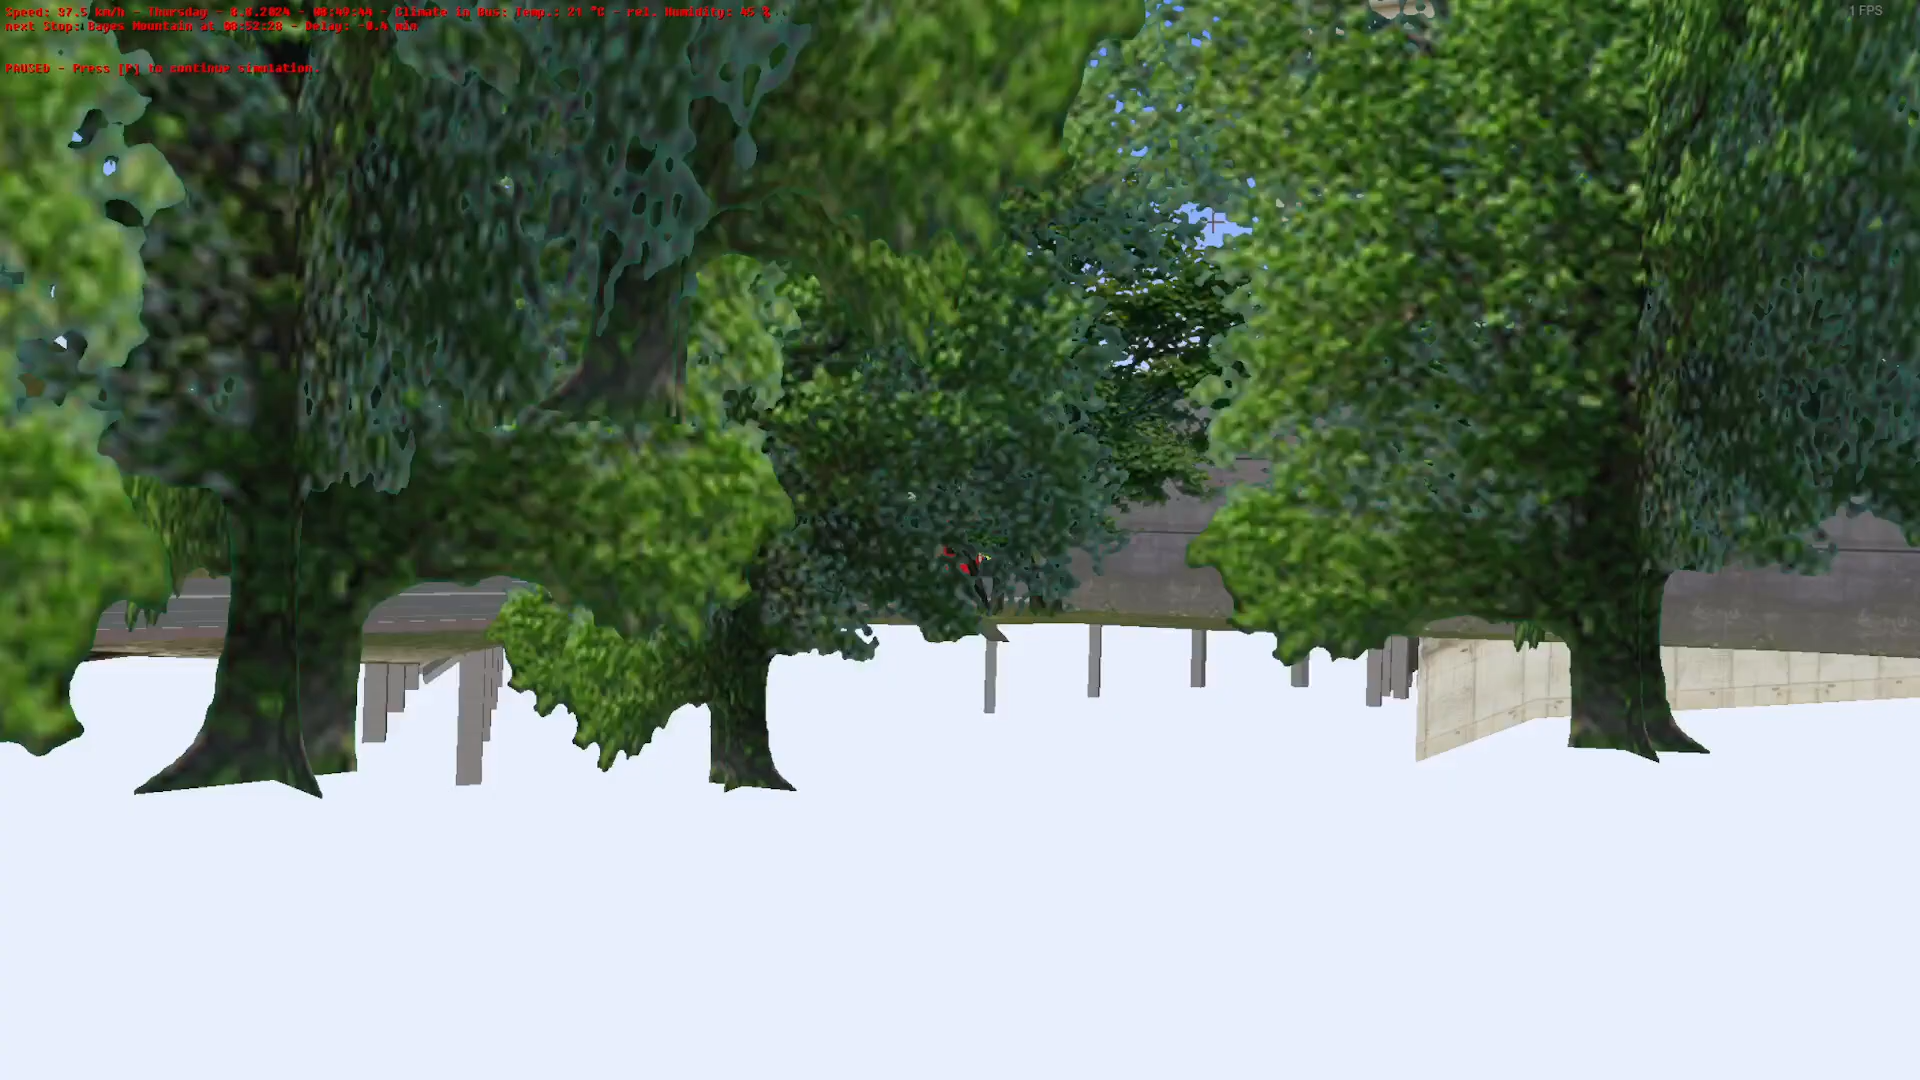 Speed: 37.5 km/h - Thursday - 8.8.2024 - 08:49:44 - Climate in Bus: Temp.: 21 °C - rel. Humidity: 45 %
next Stop: Bayes Mountain at 08:52:28 - Delay: -0.4 min
1 FPS
PAUSED - Press [P] to continue simulation.